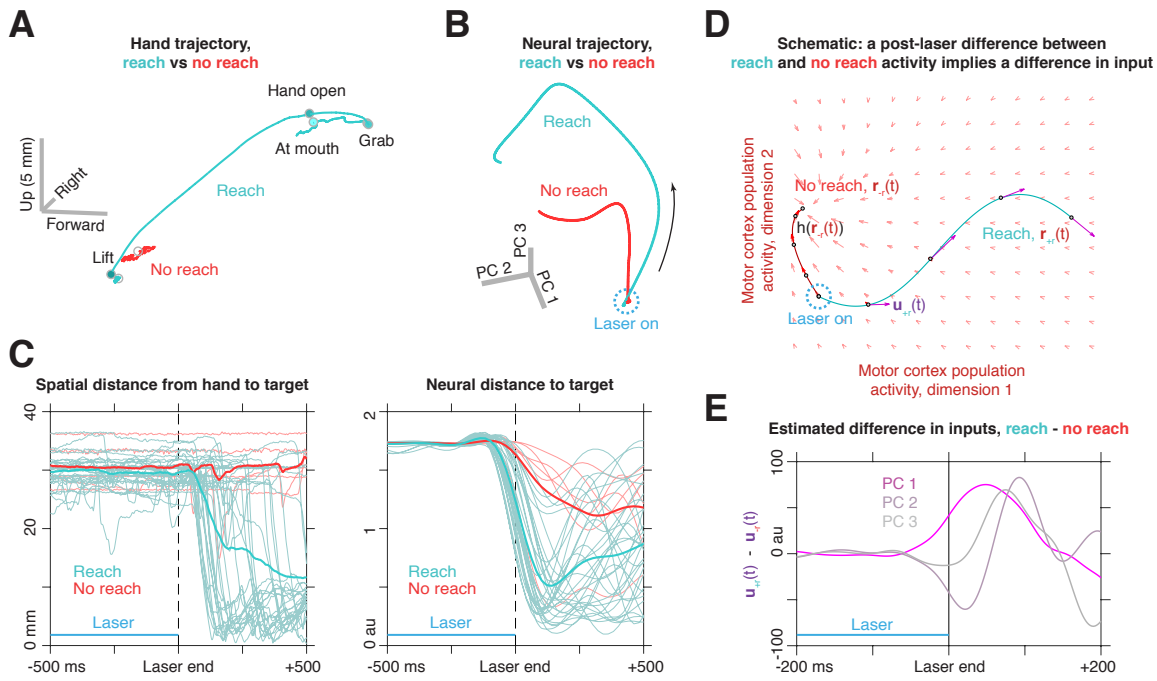 A
Hand trajectory,
reach vs no reach
Hand open
At mouth
Grab
Reach
Up (5 mm)
Right
Forward
Lift
No reach
B
Neural trajectory,
reach vs no reach
Reach
No reach
PC 3
PC 2
PC 1
Laser on
C
Spatial distance from hand to target
40
20
0 mm
Reach
No reach
Laser
-500 ms
Laser end
+500
Neural distance to target
2
1
0 au
Reach
No reach
Laser
-500 ms
Laser end
+500
D
Schematic: a post-laser difference between
reach and no reach activity implies a difference in input
Motor cortex population
activity, dimension 2
No reach, r-r(t)
h(r-r(t))
Reach, r+r(t)
Laser on
u+r(t)
Motor cortex population
activity, dimension 1
E
Estimated difference in inputs, reach - no reach
100
0 au
-100
u+r(t) - u-r(t)
PC 1
PC 2
PC 3
Laser
-200 ms
Laser end
+200